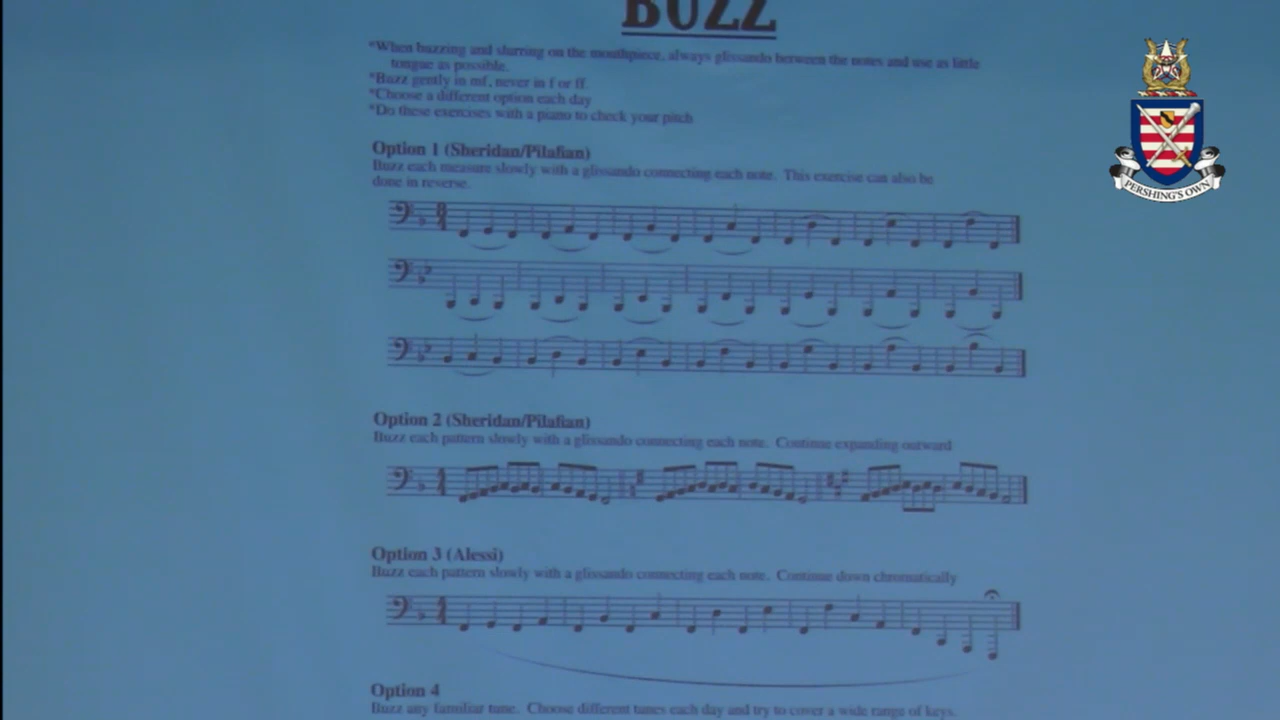 BUZZ
*When buzzing and slurring on the mouthpiece, always glissando between the notes and use as little
tongue as possible.
*Buzz gently in mf, never in f or ff
*Choose a different option each day
*Do these exercises with a piano to check your pitch
Option 1 (Sheridan/Pilafian)
Buzz each measure slowly with a glissando connecting each note. This exercise can also be
done in reverse.
Option 2 (Sheridan/Pilafian)
Buzz each pattern slowly with a glissando connecting each note. Continue expanding outward
Option 3 (Alessi)
Buzz each pattern slowly with a glissando connecting each note. Continue down chromatically
Option 4
Buzz any familiar tune. Choose different tunes each day and try to cover a wide range of keys.
PERSHING'S OWN